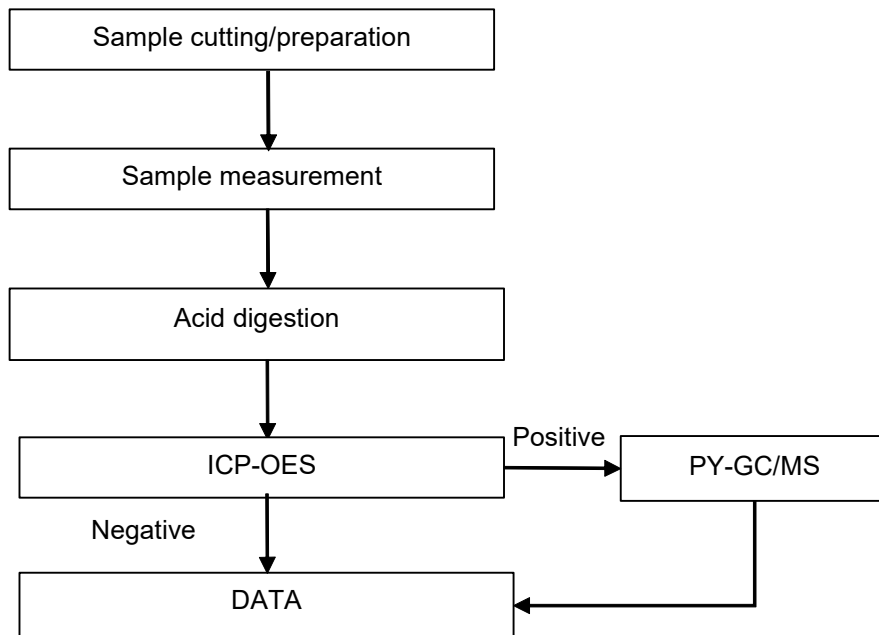 Sample cutting/preparation
Sample measurement
Acid digestion
ICP-OES
Positive
PY-GC/MS
Negative
DATA